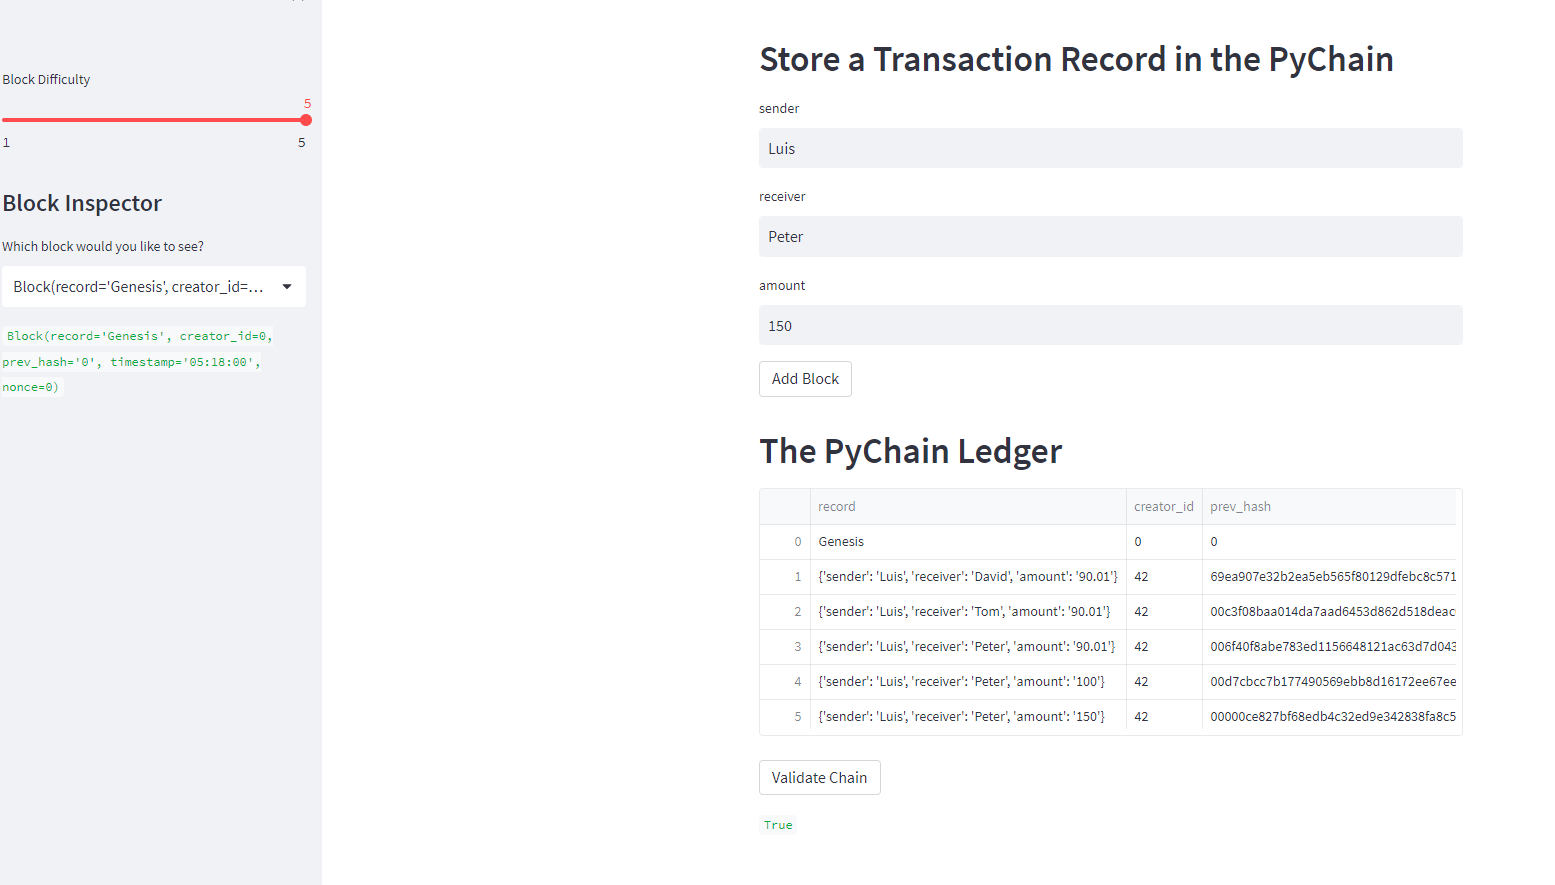 Block Difficulty
5
1 5
Block Inspector
Which block would you like to see?
Block(record='Genesis', creator_id=...
Block(record='Genesis', creator_id=0,
prev_hash='0', timestamp='05:18:00',
nonce=0)
Store a Transaction Record in the PyChain
sender
Luis
receiver
Peter
amount
150
Add Block
The PyChain Ledger
record creator_id prev_hash
0 Genesis 0 0
1 {'sender': 'Luis', 'receiver': 'David', 'amount': '90.01'} 42 69ea907e32b2ea5eb565f80129dfebc8c571
2 {'sender': 'Luis', 'receiver': 'Tom', 'amount': '90.01'} 42 00c3f08baa014da7aad6453d862d518deac
3 {'sender': 'Luis', 'receiver': 'Peter', 'amount': '90.01'} 42 006f40f8abe783ed1156648121ac63d7d043
4 {'sender': 'Luis', 'receiver': 'Peter', 'amount': '100'} 42 00d7cbcc7b177490569ebb8d16172ee67ee
5 {'sender': 'Luis', 'receiver': 'Peter', 'amount': '150'} 42 00000ce827bf68edb4c32ed9e342838fa8c5
Validate Chain
True